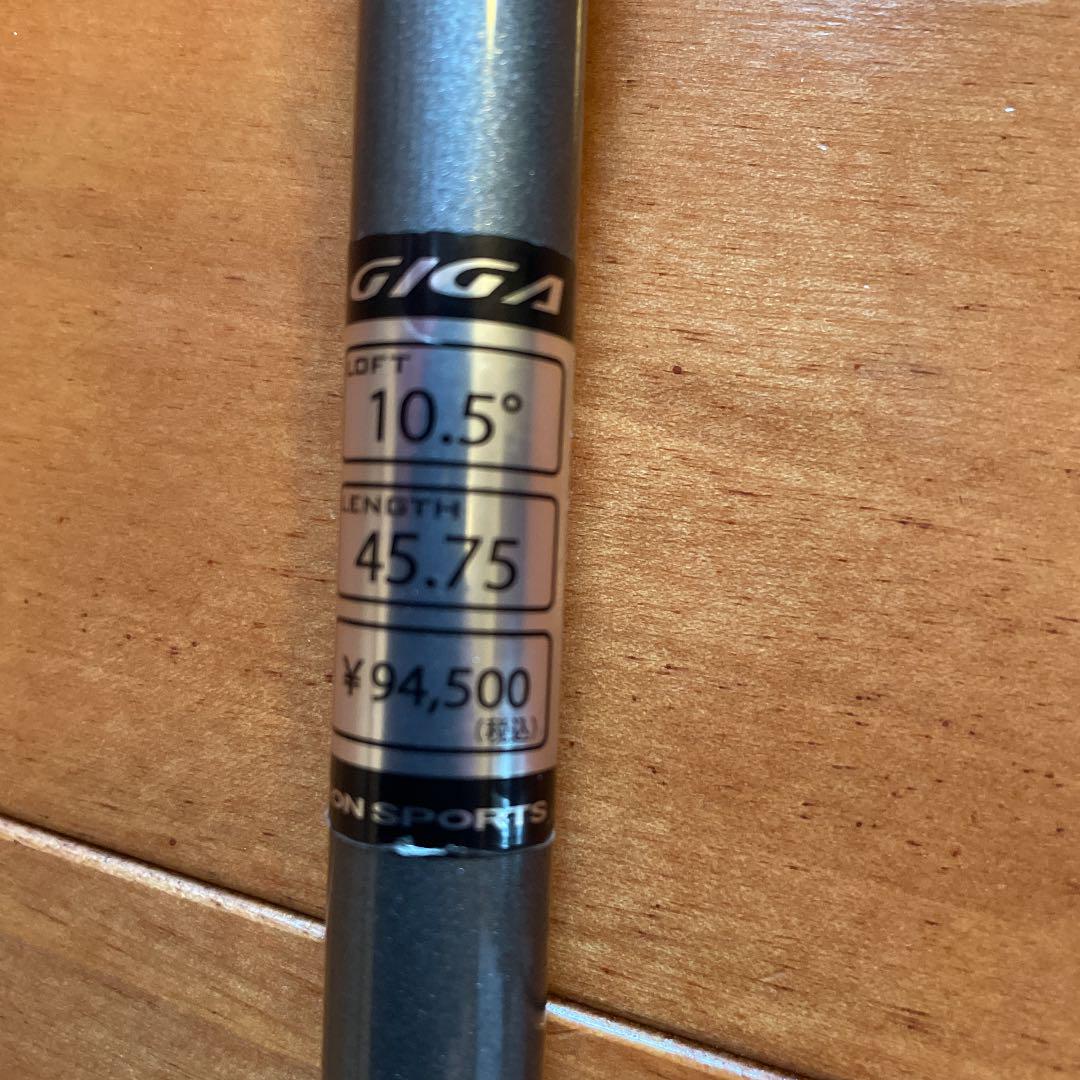 GIGA
LOFT
10.5°
LENGTH
45.75
¥94,500
(税込)
ON SPORTS